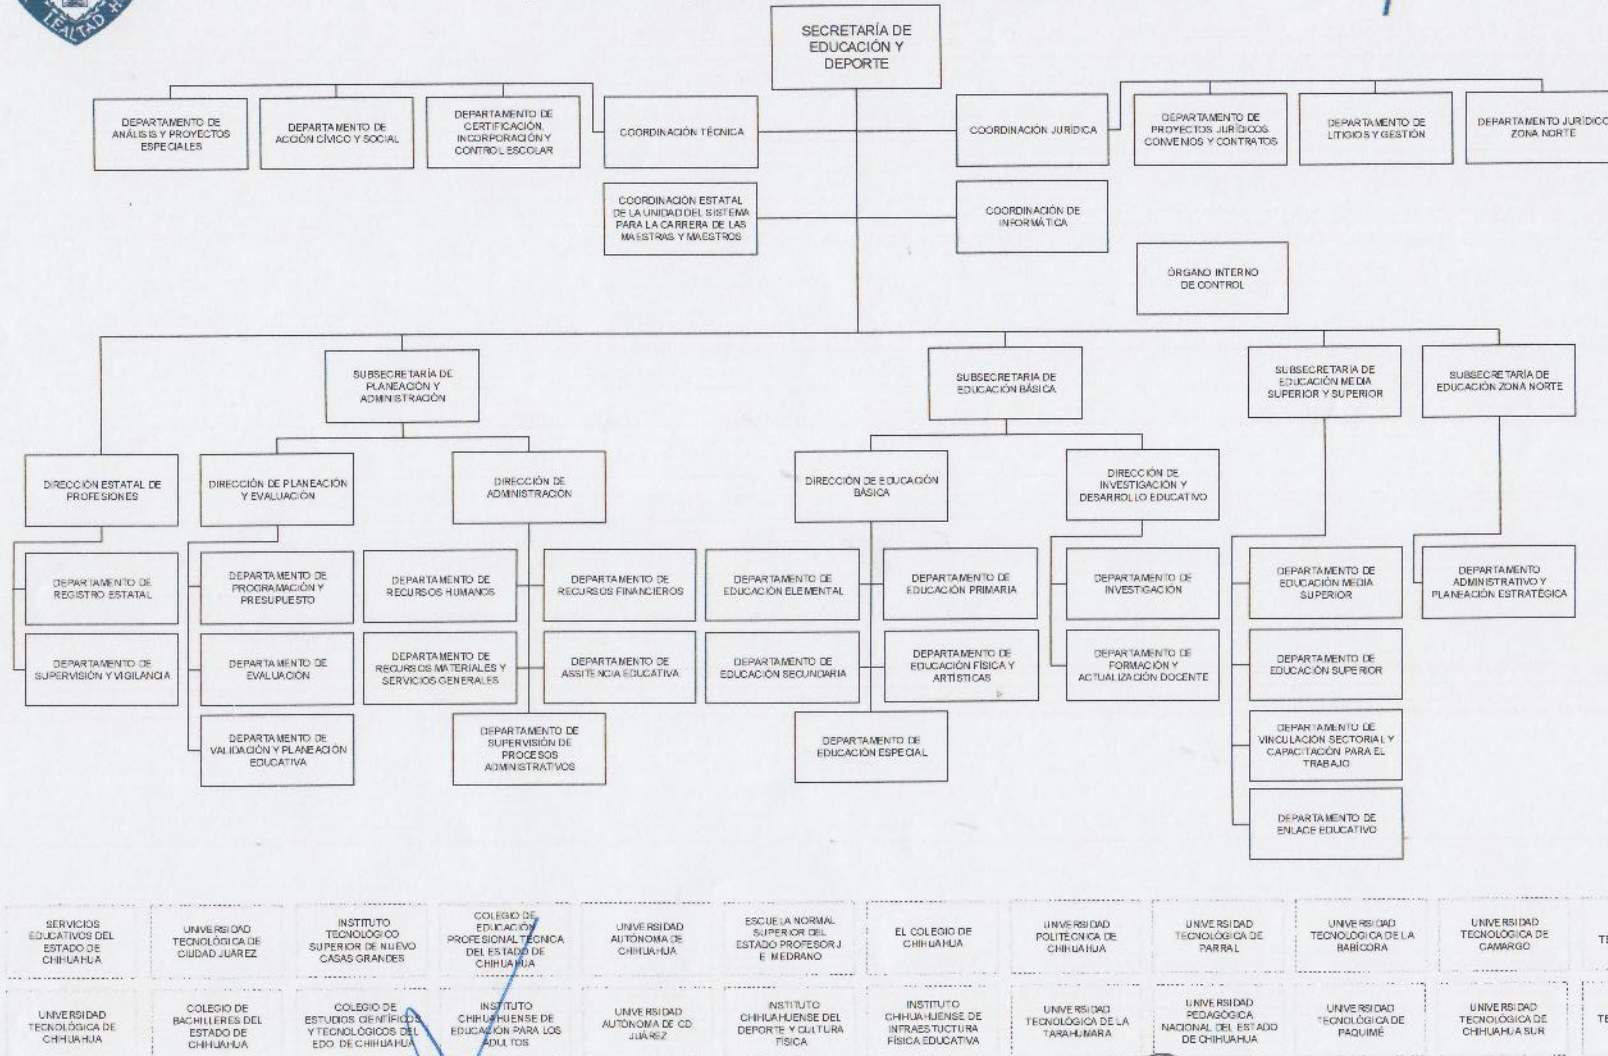 LEALTAD
SECRETARÍA DE
EDUCACIÓN Y
DEPORTE
DEPARTAMENTO DE
ANÁLISIS Y PROYECTOS
ESPECIALES
DEPARTAMENTO DE
ACCIÓN CÍVICO Y SOCIAL
DEPARTAMENTO DE
CERTIFICACIÓN,
INCORPORACIÓN Y
CONTROL ESCOLAR
COORDINACIÓN TÉCNICA
COORDINACIÓN JURÍDICA
DEPARTAMENTO DE
PROYECTOS JURÍDICOS
CONVENIOS Y CONTRATOS
DEPARTAMENTO DE
LITIGIOS Y GESTIÓN
DEPARTAMENTO JURÍDICO
ZONA NORTE
COORDINACIÓN ESTATAL
DE LA UNIDAD DEL SISTEMA
PARA LA CARRERA DE LAS
MAESTRAS Y MAESTROS
COORDINACIÓN DE
INFORMÁTICA
ÓRGANO INTERNO
DE CONTROL
SUBSECRETARÍA DE
PLANEACIÓN Y
ADMINISTRACIÓN
SUBSECRETARIA DE
EDUCACIÓN BÁSICA
SUBSECRETARIA DE
EDUCACIÓN MEDIA
SUPERIOR Y SUPERIOR
SUBSECRETARÍA DE
EDUCACIÓN ZONA NORTE
DIRECCIÓN ESTATAL DE
PROFESIONES
DIRECCIÓN DE PLANEACIÓN
Y EVALUACIÓN
DIRECCIÓN DE
ADMINISTRACIÓN
DIRECCIÓN DE EDUCACIÓN
BÁSICA
DIRECCIÓN DE
INVESTIGACIÓN Y
DESARROLLO EDUCATIVO
DEPARTAMENTO DE
REGISTRO ESTATAL
DEPARTAMENTO DE
PROGRAMACIÓN Y
PRESUPUESTO
DEPARTAMENTO DE
RECURSOS HUMANOS
DEPARTAMENTO DE
RECURSOS FINANCIEROS
DEPARTAMENTO DE
EDUCACIÓN ELEMENTAL
DEPARTAMENTO DE
EDUCACIÓN PRIMARIA
DEPARTAMENTO DE
INVESTIGACIÓN
DEPARTAMENTO DE
EDUCACIÓN MEDIA
SUPERIOR
DEPARTAMENTO
ADMINISTRATIVO Y
PLANEACIÓN ESTRATÉGICA
DEPARTAMENTO DE
SUPERVISIÓN Y VIGILANCIA
DEPARTAMENTO DE
EVALUACIÓN
DEPARTAMENTO DE
RECURSOS MATERIALES Y
SERVICIOS GENERALES
DEPARTAMENTO DE
ASSITENCIA EDUCATIVA
DEPARTAMENTO DE
EDUCACIÓN SECUNDARIA
DEPARTAMENTO DE
EDUCACIÓN FÍSICA Y
ARTÍSTICAS
DEPARTAMENTO DE
FORMACIÓN Y
ACTUALIZACIÓN DOCENTE
DEPARTAMENTO DE
EDUCACIÓN SUPERIOR
DEPARTAMENTO DE
VALIDACIÓN Y PLANEACIÓN
EDUCATIVA
DEPARTAMENTO DE
SUPERVISIÓN DE
PROCESOS
ADMINISTRATIVOS
DEPARTAMENTO DE
EDUCACIÓN ESPECIAL
DEPARTAMENTO DE
VINCULACIÓN SECTORIAL Y
CAPACITACIÓN PARA EL
TRABAJO
DEPARTAMENTO DE
ENLACE EDUCATIVO
SERVICIOS
EDUCATIVOS DEL
ESTADO DE
CHIHUAHUA
UNIVERSIDAD
TECNOLÓGICA DE
CIUDAD JUÁREZ
INSTITUTO
TECNOLÓGICO
SUPERIOR DE NUEVO
CASAS GRANDES
COLEGIO DE
EDUCACIÓN
PROFESIONAL TÉCNICA
DEL ESTADO DE
CHIHUAHUA
UNIVERSIDAD
AUTÓNOMA DE
CHIHUAHUA
ESCUELA NORMAL
SUPERIOR DEL
ESTADO PROFESOR J
E MEDRANO
EL COLEGIO DE
CHIHUAHUA
UNIVERSIDAD
POLITÉCNICA DE
CHIHUAHUA
UNIVERSIDAD
TECNOLÓGICA DE
PARRAL
UNIVERSIDAD
TECNOLÓGICA DE LA
BABÍCORA
UNIVERSIDAD
TECNOLÓGICA DE
CAMARGO
UNIVERSIDAD
TECNOLÓGICA DE
CHIHUAHUA
COLEGIO DE
BACHILLERES DEL
ESTADO DE
CHIHUAHUA
COLEGIO DE
ESTUDIOS CIENTÍFICOS
Y TECNOLÓGICOS DEL
EDO. DE CHIHUAHUA
INSTITUTO
CHIHUAHUENSE DE
EDUCACIÓN PARA LOS
ADULTOS
UNIVERSIDAD
AUTÓNOMA DE CD
JUÁREZ
INSTITUTO
CHIHUAHUENSE DEL
DEPORTE Y CULTURA
FÍSICA
INSTITUTO
CHIHUAHUENSE DE
INFRAESTUCTURA
FÍSICA EDUCATIVA
UNIVERSIDAD
TECNOLÓGICA DE LA
TARAHUMARA
UNIVERSIDAD
PEDAGÓGICA
NACIONAL DEL ESTADO
DE CHIHUAHUA
UNIVERSIDAD
TECNOLÓGICA DE
PAQUIMÉ
UNIVERSIDAD
TECNOLÓGICA DE
CHIHUAHUA SUR